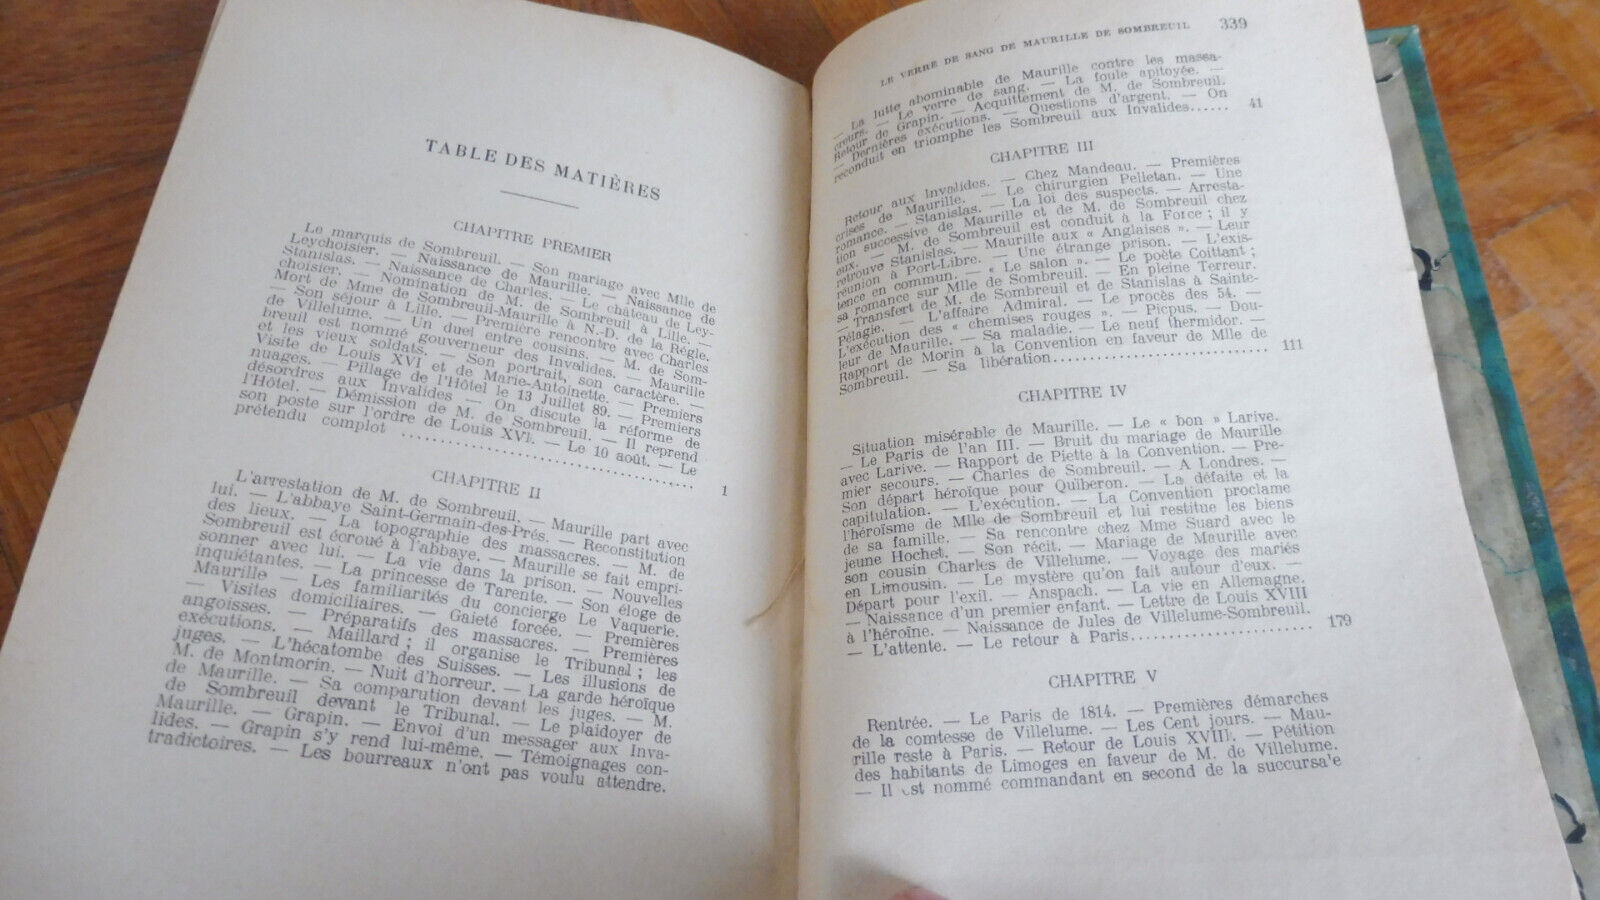 TABLE DES MATIÈRES
CHAPITRE PREMIER
Le marquis de Sombreuil. — Son mariage avec Mlle de
Leychoisier. — Naissance de Maurille. — Naissance de
Stanislas. — Naissance de Charles. — Le château de Ley-
choisier. — Nomination de M. de Sombreuil à Lille. —
Mort de Mme de Sombreuil-Maurille à N.-D. de la Règle.
— Son séjour à Lille. — Première rencontre avec Charles
de Villelume. — Un duel entre cousins. — M. de Som-
breuil est nommé gouverneur des Invalides. — Maurille
et les vieux soldats. — Son portrait, son caractère. —
Visite de Louis XVI et de Marie-Antoinette. — Premiers
nuages. — Pillage de l'Hôtel le 13 Juillet 89. — Premiers
désordres aux Invalides — On discute la réforme de
l'Hôtel. — Démission de M. de Sombreuil. — Il reprend
son poste sur l'ordre de Louis XVI. — Le 10 août. — Le
prétendu complot ........................................ 1
CHAPITRE II
L'arrestation de M. de Sombreuil. — Maurille part avec
lui. — L'abbaye Saint-Germain-des-Prés. — Reconstitution
des lieux. — La topographie des massacres. — M. de
Sombreuil est écroué à l'abbaye. — Maurille se fait empri-
sonner avec lui. — La vie dans la prison. — Nouvelles
inquiétantes. — La princesse de Tarente. — Son éloge de
Maurille — Les familiarités du concierge Le Vaquerie.
— Visites domiciliaires. — Gaieté forcée. — Premières
angoisses. — Préparatifs des massacres. — Premières
exécutions. — Maillard ; il organise le Tribunal ; les
juges. — L'hécatombe des Suisses. — Les illusions de
M. de Montmorin. — Nuit d'horreur. — La garde héroïque
de Maurille. — Sa comparution devant les juges. — M.
de Sombreuil devant le Tribunal. — Le plaidoyer de
Maurille. — Grapin. — Envoi d'un messager aux Inva-
lides. — Grapin s'y rend lui-même. — Témoignages con-
tradictoires. — Les bourreaux n'ont pas voulu attendre.
LE VERRE DE SANG DE MAURILLE DE SOMBREUIL 339
— La lutte abominable de Maurille contre les massa-
creurs. — Le verre de sang. — La foule apitoyée. —
Retour de Grapin. — Acquittement de M. de Sombreuil.
— Dernières exécutions. — Questions d'argent. — On
reconduit en triomphe les Sombreuil aux Invalides...... 41
CHAPITRE III
Retour aux Invalides. — Chez Mandeau. — Premières
crises de Maurille. — Le chirurgien Pelletan. — Une
romance. — Stanislas. — La loi des suspects. — Arresta-
tion successive de Maurille et de M. de Sombreuil chez
eux. — M. de Sombreuil est conduit à la Force ; il y
retrouve Stanislas. — Maurille aux « Anglaises ». — Leur
réunion à Port-Libre. — Une étrange prison. — L'exis-
tence en commun. — « Le salon ». — Le poète Coittant ;
sa romance sur Mlle de Sombreuil. — En pleine Terreur.
— Transfert de M. de Sombreuil et de Stanislas à Sainte-
Pélagie. — L'affaire Admiral. — Le procès des 54. —
L'exécution des « chemises rouges ». — Picpus. — Dou-
leur de Maurille. — Sa maladie. — Le neuf thermidor. —
Rapport de Morin à la Convention en faveur de Mlle de
Sombreuil. — Sa libération............................ 111
CHAPITRE IV
Situation misérable de Maurille. — Le « bon » Larive.
— Le Paris de l'an III. — Bruit du mariage de Maurille
avec Larive. — Rapport de Piette à la Convention. — Pre-
mier secours. — Charles de Sombreuil. — A Londres. —
Son départ héroïque pour Quiberon. — La défaite et la
capitulation. — L'exécution. — La Convention proclame
l'héroïsme de Mlle de Sombreuil et lui restitue les biens
de sa famille. — Sa rencontre chez Mme Suard avec le
jeune Hochet. — Son récit. — Mariage de Maurille avec
son cousin Charles de Villelume. — Voyage des mariés
en Limousin. — Le mystère qu'on fait autour d'eux. —
Départ pour l'exil. — Anspach. — La vie en Allemagne.
— Naissance d'un premier enfant. — Lettre de Louis XVIII
à l'héroïne. — Naissance de Jules de Villelume-Sombreuil.
— L'attente. — Le retour à Paris........................ 179
CHAPITRE V
Rentrée. — Le Paris de 1814. — Premières démarches
de la comtesse de Villelume. — Les Cent jours. — Mau-
rille reste à Paris. — Retour de Louis XVIII. — Pétition
des habitants de Limoges en faveur de M. de Villelume.
— Il est nommé commandant en second de la succursa'e